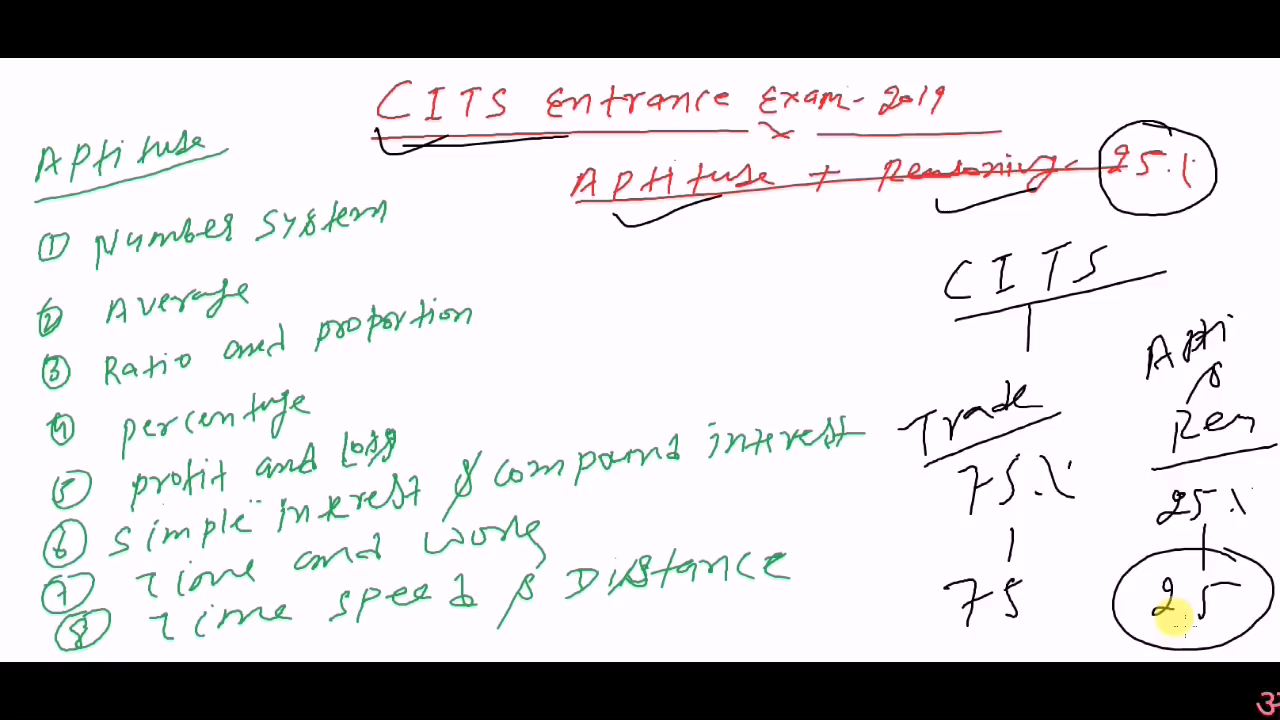 CITS Entrance Exam-2019
Aptituse + Reasoning- 25%
Aptituse
① Number System
② Average
③ Ratio and proportion
④ percentage
⑤ profit and Loss
⑥ simple interest & compound interest
⑦ Time and work
⑧ Time speed & Distance
CITS
Trade
75%
75
Apti
&
Rea
25%
25